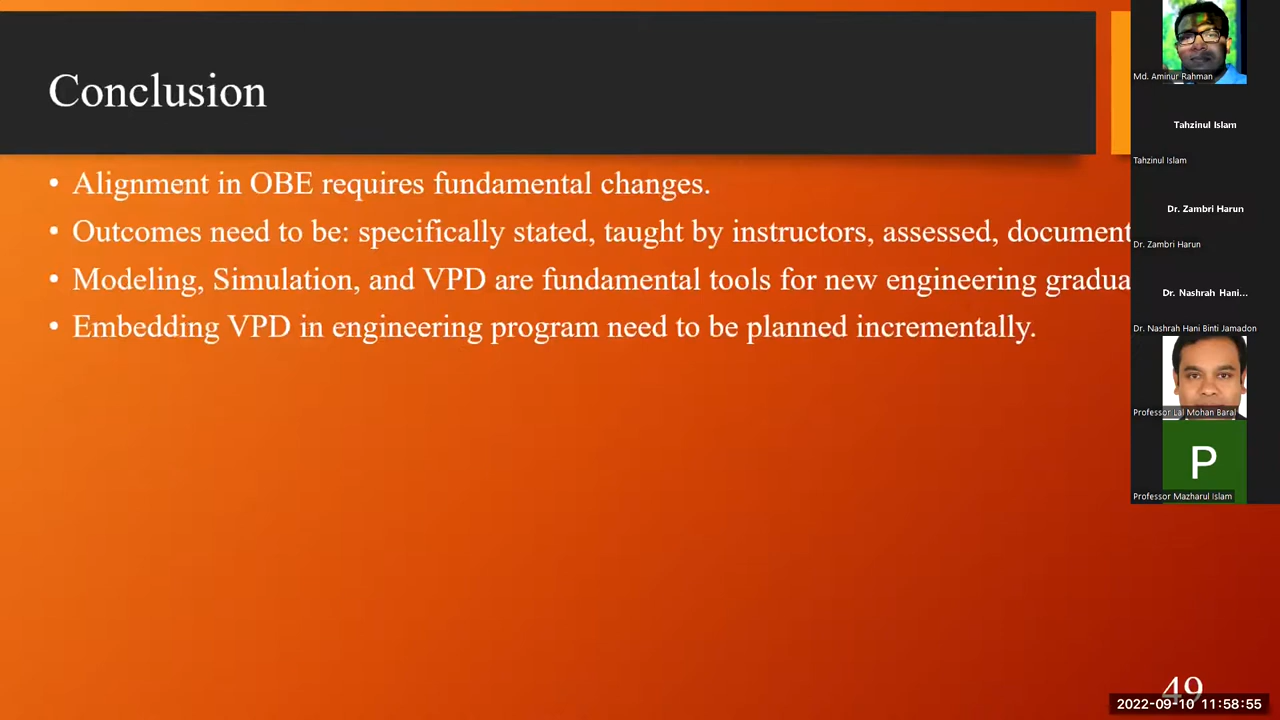 Conclusion
• Alignment in OBE requires fundamental changes.
• Outcomes need to be: specifically stated, taught by instructors, assessed, document
• Modeling, Simulation, and VPD are fundamental tools for new engineering gradua
• Embedding VPD in engineering program need to be planned incrementally.
Md. Aminur Rahman
Tahzinul Islam
Tahzinul Islam
Dr. Zambri Harun
Dr. Zambri Harun
Dr. Nashrah Hani...
Dr. Nashrah Hani Binti Jamadon
Professor Lal Mohan Baral
P
Professor Mazharul Islam
49
2022-09-10 11:58:55